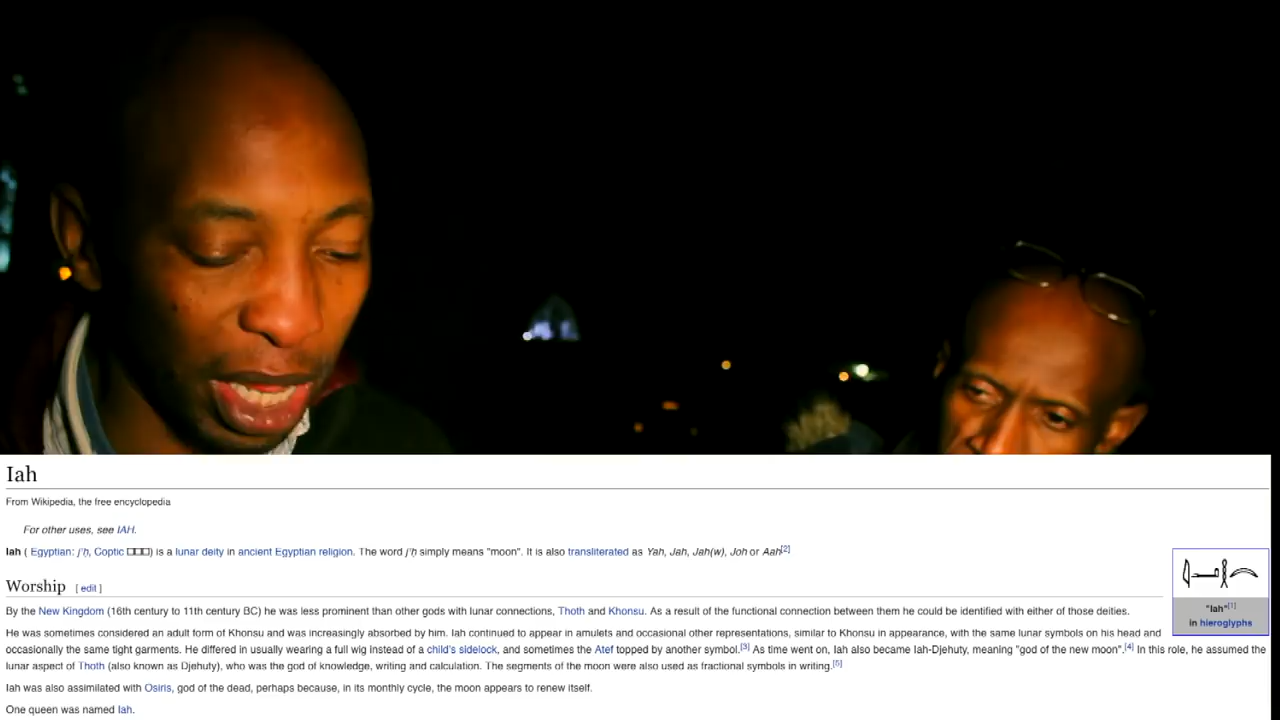 Iah
From Wikipedia, the free encyclopedia
For other uses, see IAH.
Iah ( Egyptian: jꜥḥ, Coptic □□□) is a lunar deity in ancient Egyptian religion. The word jꜥḥ simply means "moon". It is also transliterated as Yah, Jah, Jah(w), Joh or Aah[2]
Worship [ edit ]
By the New Kingdom (16th century to 11th century BC) he was less prominent than other gods with lunar connections, Thoth and Khonsu. As a result of the functional connection between them he could be identified with either of those deities.
He was sometimes considered an adult form of Khonsu and was increasingly absorbed by him. Iah continued to appear in amulets and occasional other representations, similar to Khonsu in appearance, with the same lunar symbols on his head and
occasionally the same tight garments. He differed in usually wearing a full wig instead of a child's sidelock, and sometimes the Atef topped by another symbol.[3] As time went on, Iah also became Iah-Djehuty, meaning "god of the new moon".[4] In this role, he assumed the
lunar aspect of Thoth (also known as Djehuty), who was the god of knowledge, writing and calculation. The segments of the moon were also used as fractional symbols in writing.[5]
Iah was also assimilated with Osiris, god of the dead, perhaps because, in its monthly cycle, the moon appears to renew itself.
One queen was named Iah.
"Iah"[1]
in hieroglyphs